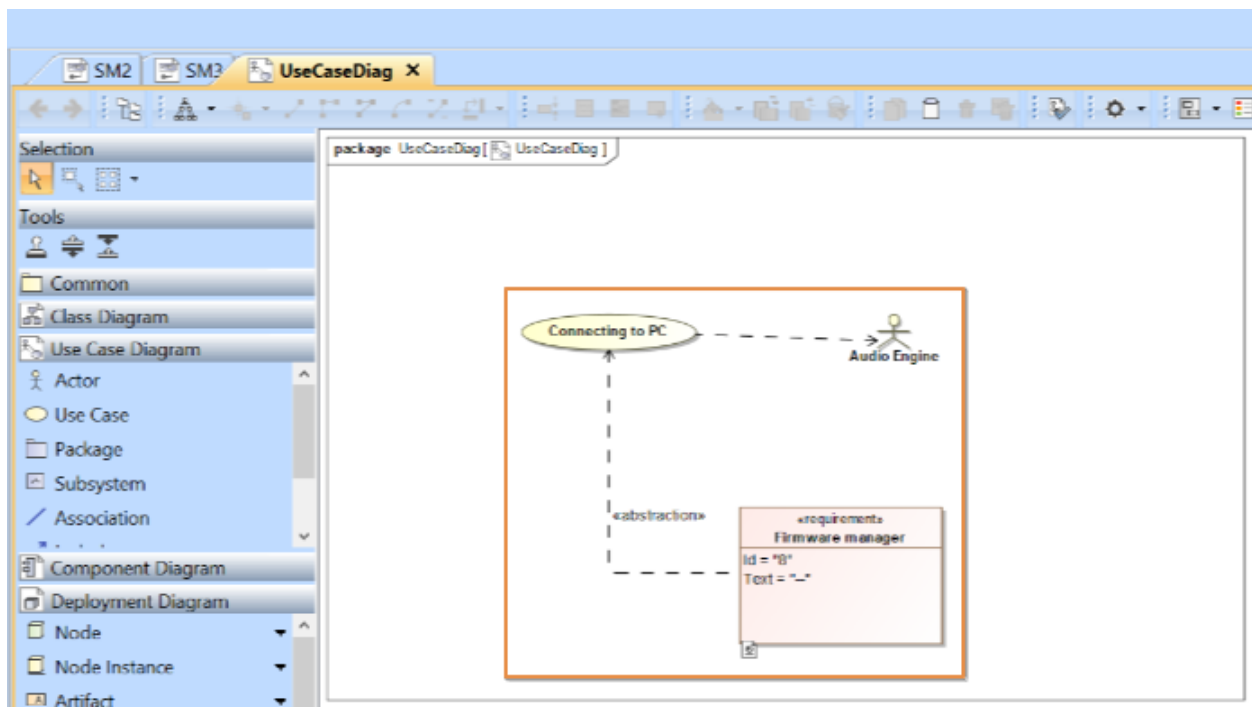 SM2
SM3
UseCaseDiag
Selection
package UseCaseDiag [ UseCaseDiag ]
Tools
Common
Class Diagram
Use Case Diagram
Connecting to PC
Audio Engine
Actor
Use Case
Package
Subsystem
Association
«abstraction»
«requirement»
Firmware manager
Id = "8"
Text = "--"
Component Diagram
Deployment Diagram
Node
Node Instance
Artifact